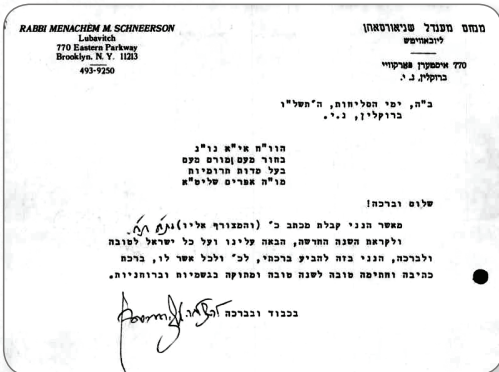 RABBI MENACHEM M. SCHNEERSON
Lubavitch
770 Eastern Parkway
Brooklyn, N. Y. 11213
493-9250
מנחם מענדל שניאורסאהן
ליובאוויטש
770 איסטערן פארקוויי
ברוקלין, נ. י.
ב"ה, ימי הסליחות, ה'תשל"ו
ברוקלין, נ.י.
הוו"ח אי"א נו"נ
בחור מעם ומורם מעם
בעל מדות תרומיות
מו"ה אפרים שליט"א
שלום וברכה!
מאשר הנני קבלת מכתב כ' (והמצורף אליו)
ולקראת השנה החדשה, הבאה עלינו ועל כל ישראל לטובה
ולברכה, הנני בזה להביע ברכתי, לכ' ולכל אשר לו, ברכת
כתיבה וחתימה טובה לשנה טובה ומתוקה בגשמיות וברוחניות.
בכבוד ובברכה